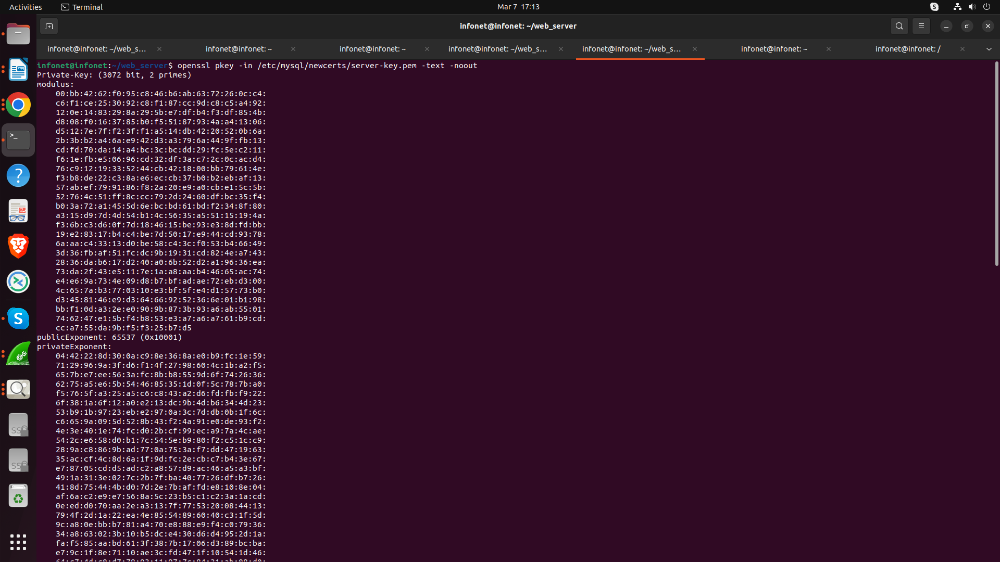 Activities
Terminal
Mar 7 17:13
infonet@infonet: ~/web_server
infonet@infonet: ~/web_s...
infonet@infonet: ~
infonet@infonet: ~
infonet@infonet: ~/web_s...
infonet@infonet: ~/web_s...
infonet@infonet: ~
infonet@infonet: /
infonet@infonet:~/web_server$ openssl pkey -in /etc/mysql/newcerts/server-key.pem -text -noout
Private-Key: (3072 bit, 2 primes)
modulus:
00:bb:42:62:f0:95:c8:46:b6:ab:63:72:26:0c:c4:
c6:f1:ce:25:30:92:c8:f1:87:cc:9d:c8:c5:a4:92:
12:0e:14:83:29:8a:29:5b:e7:df:b4:f3:df:85:4b:
d8:08:f0:16:37:85:b0:f5:51:87:93:4a:a4:13:06:
d5:12:7e:7f:f2:3f:f1:a5:14:db:42:20:52:0b:6a:
2b:3b:b2:a4:6a:e9:42:d3:a3:79:6a:44:9f:fb:13:
cd:fd:70:da:14:a4:bc:3c:bc:dd:29:fc:5e:c2:11:
f6:1e:fb:e5:06:96:cd:32:df:3a:c7:2c:0c:ac:d4:
76:c9:12:19:33:52:44:cb:42:18:00:bb:79:61:4e:
f3:b8:de:22:c3:8a:e6:ec:cb:37:b0:b2:eb:af:13:
57:ab:ef:79:91:86:f8:2a:20:e9:a0:cb:e1:5c:5b:
52:76:4c:51:ff:8c:cc:79:2d:24:60:df:bc:35:f4:
b0:3a:72:a1:45:5d:6e:bc:bd:61:bd:f2:34:8f:80:
a3:15:d9:7d:4d:54:b1:4c:56:35:a5:51:15:19:4a:
f3:6b:c3:d6:0f:7d:18:46:15:be:93:e3:8d:fd:bb:
19:e2:83:17:b4:c4:be:7d:50:17:e9:44:cd:93:78:
6a:aa:c4:33:13:d0:be:58:c4:3c:f0:53:b4:66:49:
3d:36:fb:af:51:fc:dc:9b:19:31:cd:82:4e:a7:43:
28:36:da:b6:17:d2:40:a0:6b:52:d2:a1:96:36:ea:
73:da:2f:43:e5:11:7e:1a:a8:aa:b4:46:65:ac:74:
e4:e6:9a:73:4e:09:d8:b7:bf:ad:ae:72:eb:d3:00:
4c:65:7a:b3:77:03:10:e3:bf:5f:e4:d1:57:73:b0:
d3:45:81:46:e9:d3:64:66:92:52:36:6e:01:b1:98:
bb:f1:0d:a3:2e:e0:90:9b:87:3b:93:a6:ab:55:01:
74:62:47:e1:5b:f4:b8:53:e3:a7:a6:a7:61:b9:cd:
cc:a7:55:da:9b:f5:f3:25:b7:d5
publicExponent: 65537 (0x10001)
privateExponent:
04:42:22:8d:30:0a:c9:8e:36:8a:e0:b9:fc:1e:59:
71:29:96:9a:3f:d6:f1:4f:27:98:60:4c:1b:a2:f5:
65:7b:e7:ee:56:3a:fc:8b:b8:55:9d:6f:74:26:36:
62:75:a5:e6:5b:54:46:85:35:1d:0f:5c:78:7b:a0:
f5:76:5f:a3:25:a5:c6:c8:43:a2:d6:fd:fb:f9:22:
6f:38:1a:6f:12:a0:e2:13:dc:9b:4d:b6:34:4d:23:
53:b9:1b:97:23:eb:e2:97:0a:3c:7d:db:0b:1f:6c:
c6:65:9a:09:5d:52:8b:43:f2:4a:91:e0:de:93:f2:
4e:3e:40:1e:74:fc:d0:2b:cf:99:ec:a9:7a:4c:ae:
54:2c:e6:58:d0:b1:7c:54:5e:b9:80:f2:c5:1c:c9:
28:9a:c8:86:9b:ad:77:0a:75:3a:f7:dd:47:19:63:
35:ac:cf:4c:8d:6a:1f:9d:fc:2e:cb:c7:b4:3e:67:
e7:87:05:cd:d5:ad:c2:a8:57:d9:ac:46:a5:a3:bf:
49:1a:31:3e:02:7c:2b:7f:ba:40:77:26:df:b7:26:
41:8d:75:44:4b:d0:7d:2e:7b:af:fd:e8:10:8e:04:
af:6a:c2:e9:e7:56:8a:5c:23:b5:c1:c2:3a:1a:cd:
0e:ed:d0:70:aa:2e:a3:13:7f:77:53:20:08:44:13:
79:4f:2d:1a:22:ea:4e:85:54:89:60:40:c3:1f:5d:
9c:a8:0e:bb:b7:81:a4:70:e8:88:e9:f4:c0:79:36:
34:a8:63:02:3b:10:b5:dc:e4:30:d6:d4:95:2d:1a:
fa:f5:85:aa:bd:61:3f:38:7b:17:06:d3:89:bc:ba:
e7:9c:1f:8e:71:10:ae:3c:fd:47:1f:10:54:1d:46: